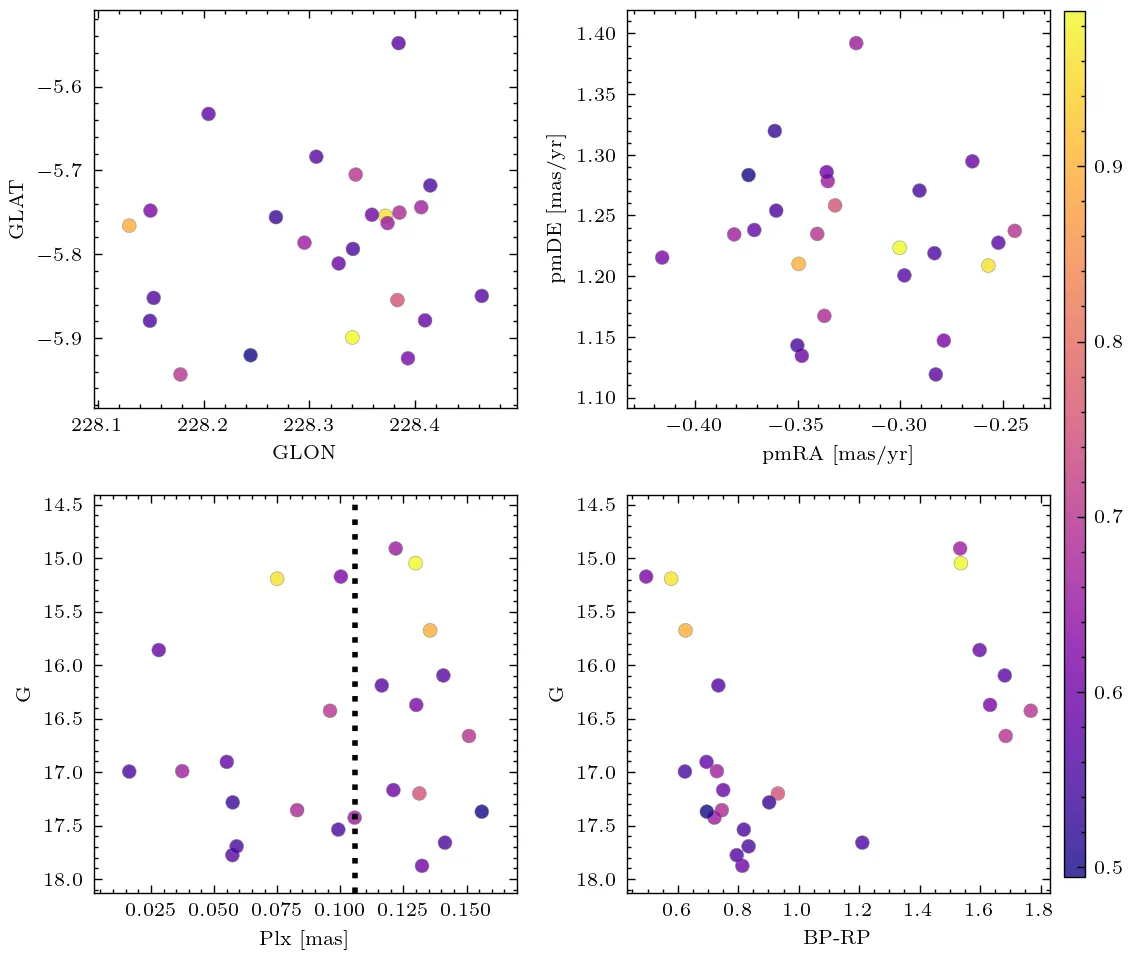 −5.6
−5.7
−5.8
−5.9
GLAT
228.1 228.2 228.3 228.4
GLON
1.40
1.35
1.30
1.25
1.20
1.15
1.10
pmDE [mas/yr]
−0.40 −0.35 −0.30 −0.25
pmRA [mas/yr]
14.5
15.0
15.5
16.0
16.5
17.0
17.5
18.0
G
0.025 0.050 0.075 0.100 0.125 0.150
Plx [mas]
14.5
15.0
15.5
16.0
16.5
17.0
17.5
18.0
G
0.6 0.8 1.0 1.2 1.4 1.6 1.8
BP-RP
0.9
0.8
0.7
0.6
0.5